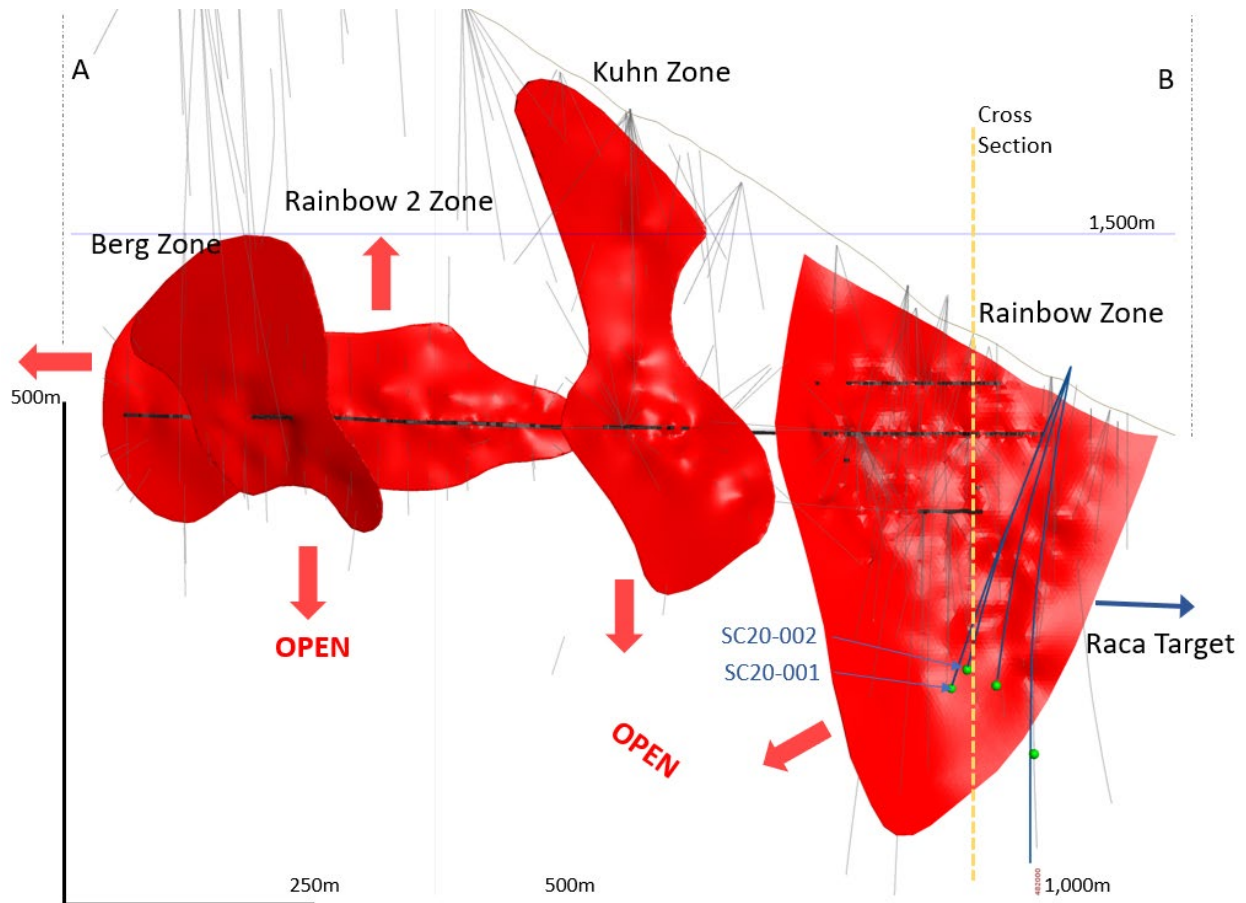 A
Kuhn Zone
B
Cross
Section
Rainbow 2 Zone
1,500m
Berg Zone
Rainbow Zone
500m
SC20-002
SC20-001
Raca Target
OPEN
OPEN
250m
500m
1,000m
482000